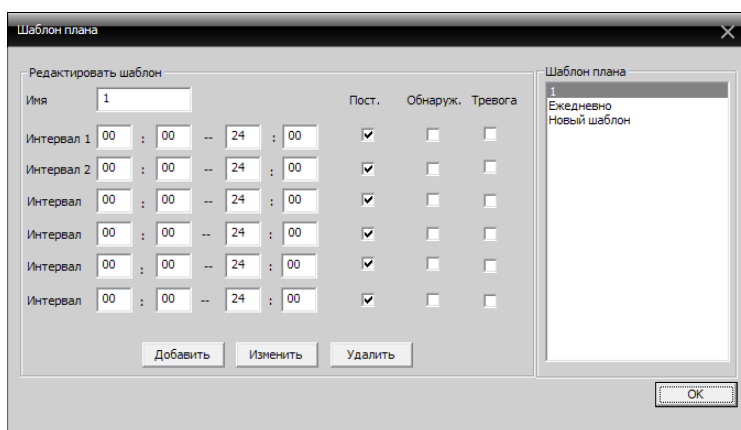 Шаблон плана
Редактировать шаблон
Имя 1 Пост. Обнаруж. Тревога
Интервал 1 00 : 00 -- 24 : 00
Интервал 2 00 : 00 -- 24 : 00
Интервал 00 : 00 -- 24 : 00
Интервал 00 : 00 -- 24 : 00
Интервал 00 : 00 -- 24 : 00
Интервал 00 : 00 -- 24 : 00
Добавить Изменить Удалить
Шаблон плана
1
Ежедневно
Новый шаблон
OK